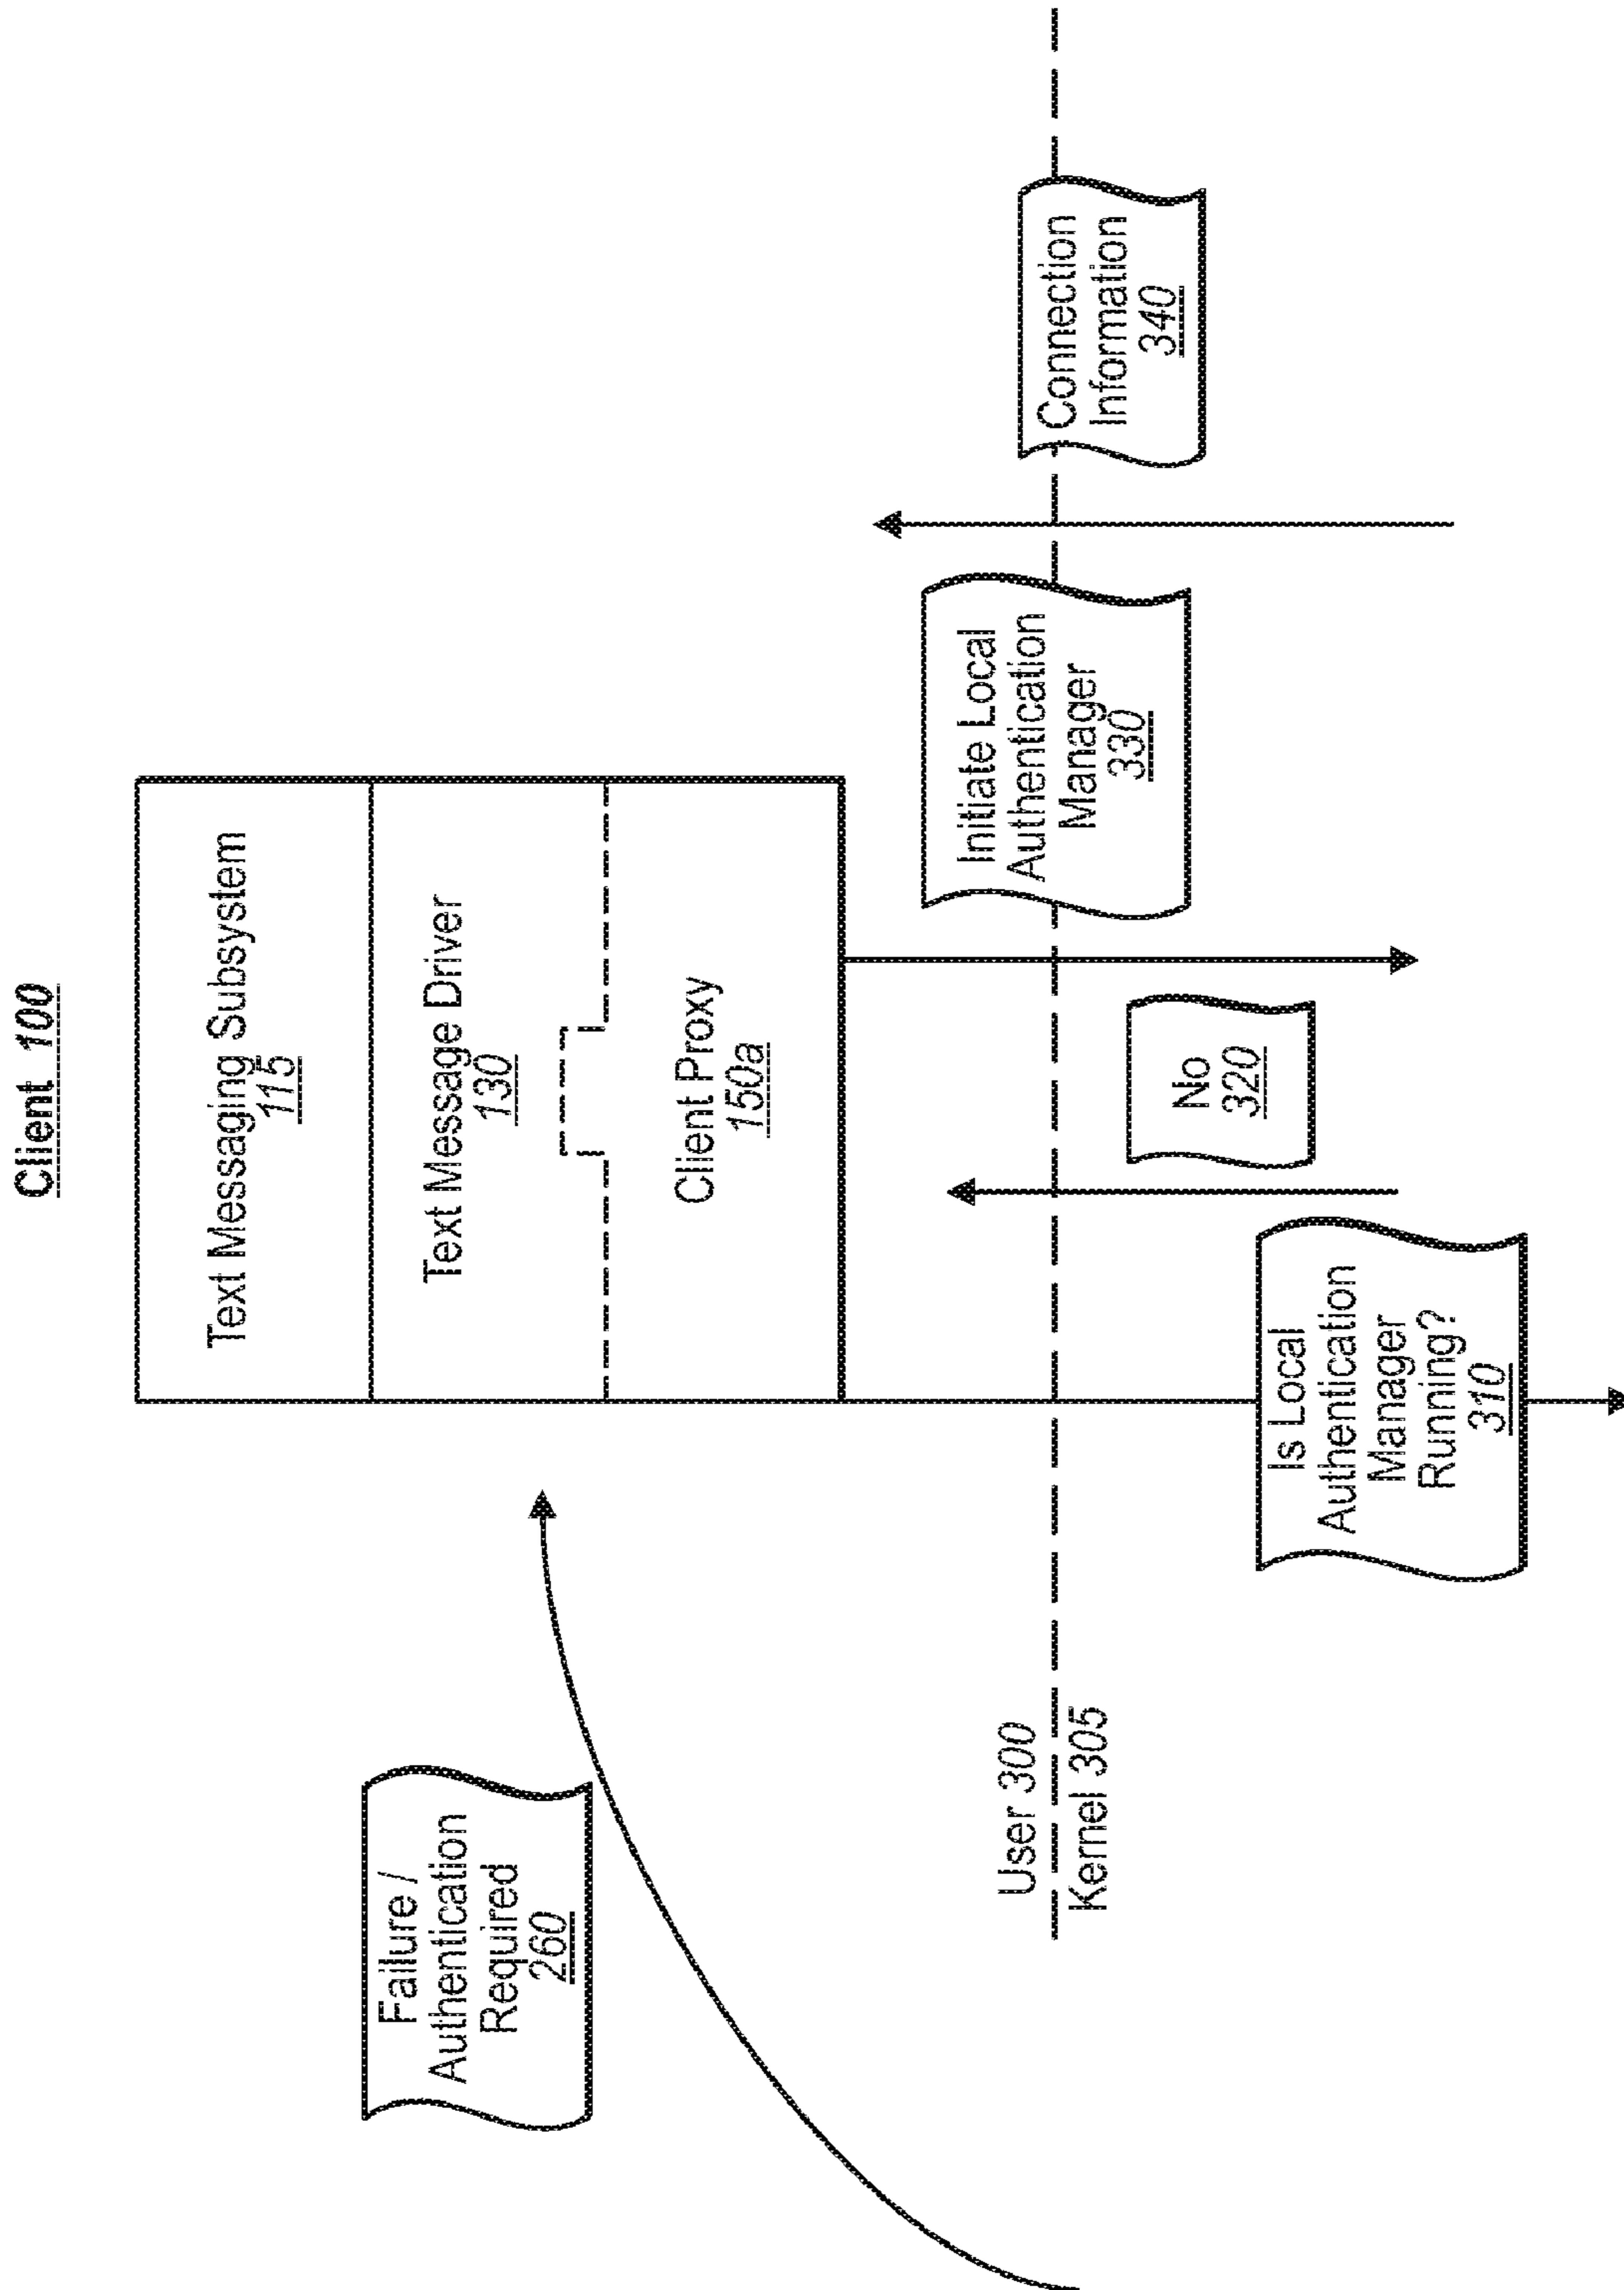 Client 100
Text Messaging Subsystem
115
Text Message Driver
130
Client Proxy
150a
Failure /
Authentication
Required
260
User 300
Kernel 305
Is Local
Authentication
Manager
Running?
310
No
320
Initiate Local
Authentication
Manager
330
Connection
Information
340